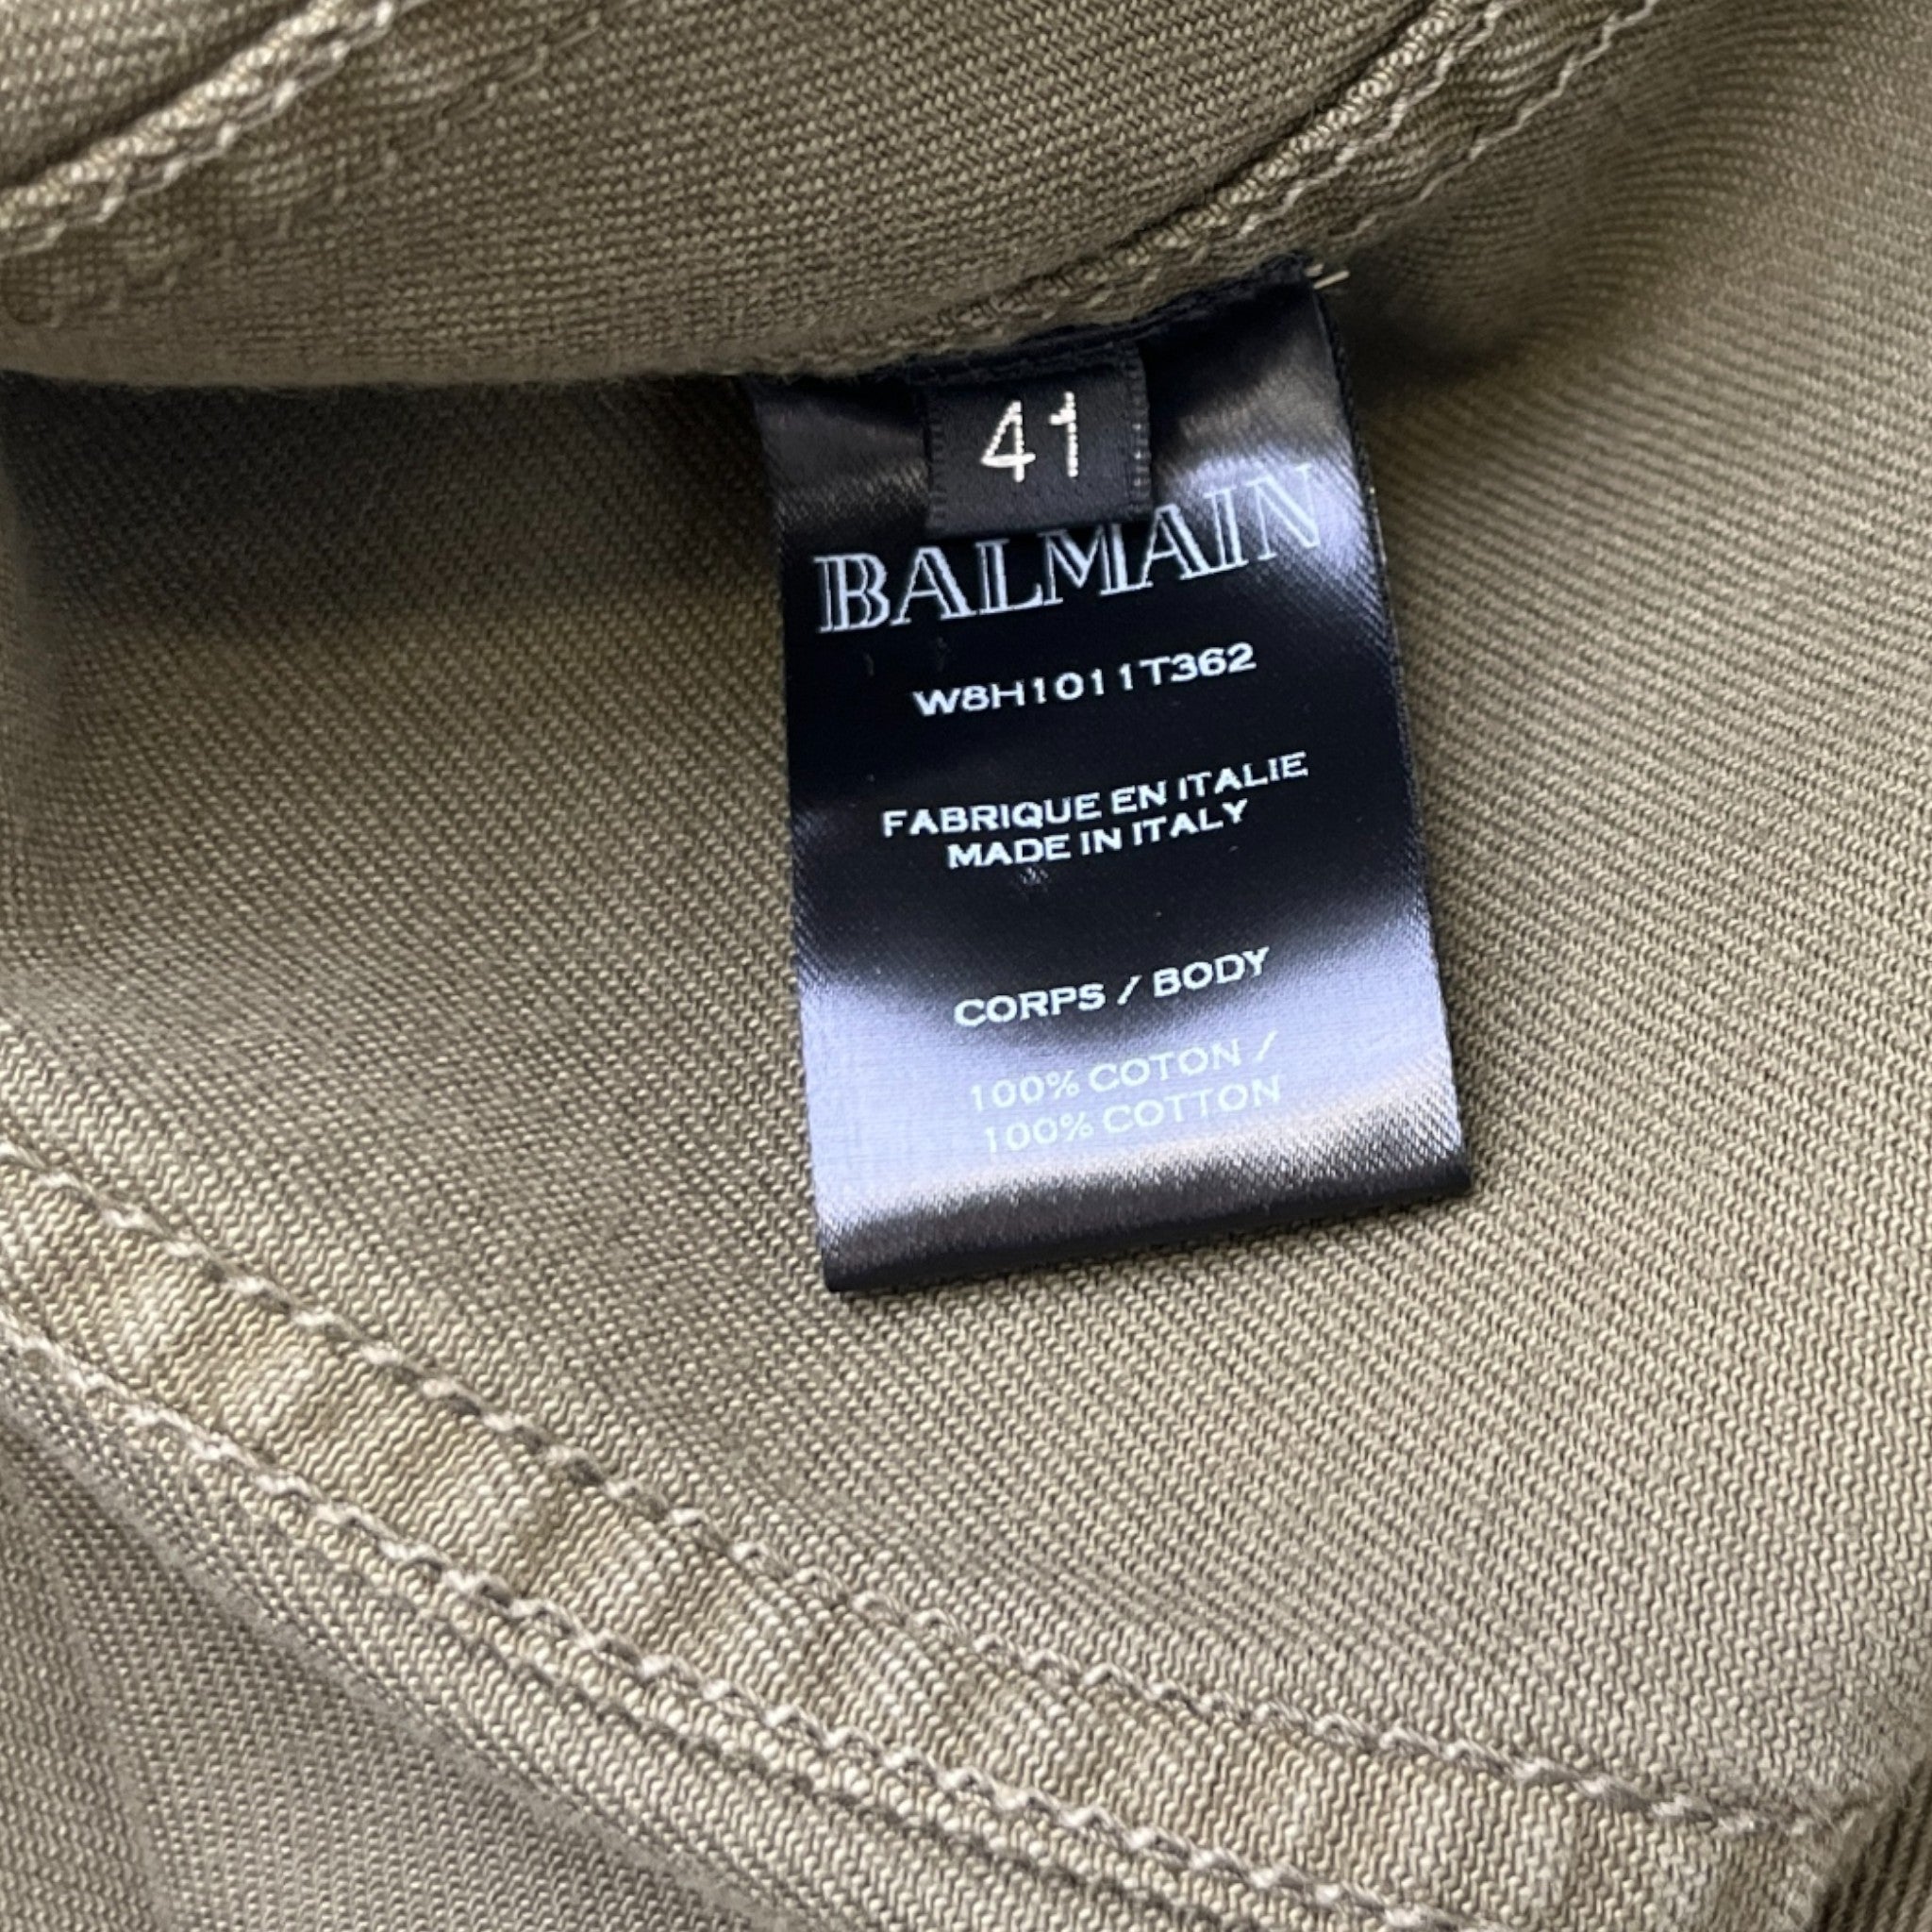 41
BALMAIN
W8H1011T362
FABRIQUE EN ITALIE
MADE IN ITALY
CORPS / BODY
100% COTON /
100% COTTON